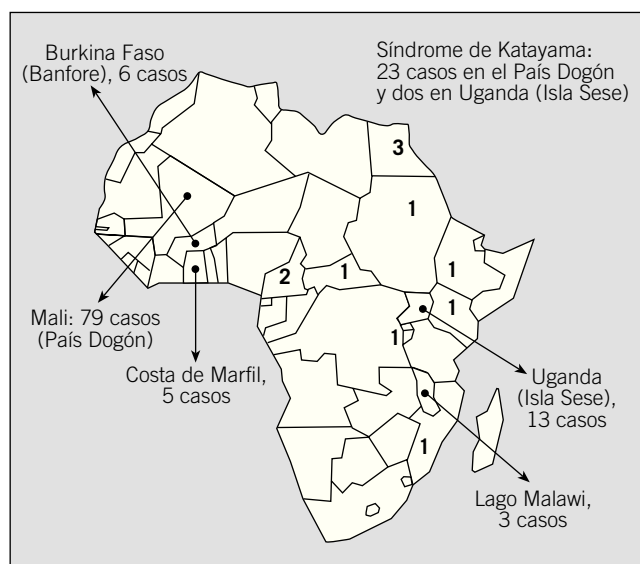 Burkina Faso
(Banfore), 6 casos
Síndrome de Katayama:
23 casos en el País Dogón
y dos en Uganda (Isla Sese)
3
1
1
2
1
1
1
1
Mali: 79 casos
(País Dogón)
Costa de Marfil,
5 casos
Uganda
(Isla Sese),
13 casos
Lago Malawi,
3 casos